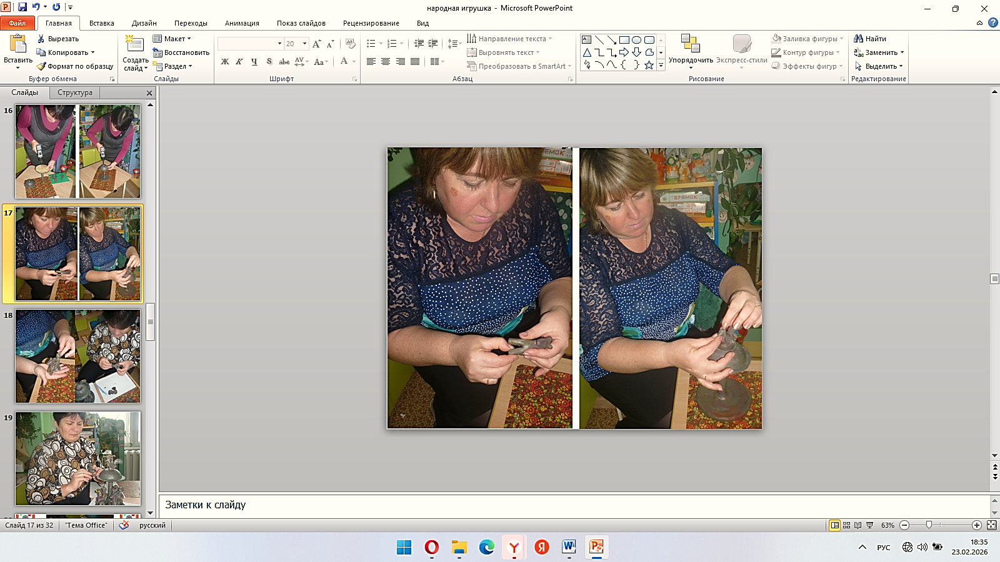 народная игрушка - Microsoft PowerPoint
Файл
Главная
Вставка
Дизайн
Переходы
Анимация
Показ слайдов
Рецензирование
Вид
Вставить
Вырезать
Копировать
Формат по образцу
Буфер обмена
Создать слайд
Макет
Восстановить
Раздел
Слайды
20
Ж К Ч S abc AV Aa A
Шрифт
Направление текста
Выровнять текст
Преобразовать в SmartArt
Абзац
Упорядочить
Экспресс-стили
Заливка фигуры
Контур фигуры
Эффекты фигур
Рисование
Найти
Заменить
Выделить
Редактирование
Слайды
Структура
16
17
18
19
ТЕРЕМОК
Заметки к слайду
Слайд 17 из 32
"Тема Office"
русский
63%
РУС
18:35
23.02.2026